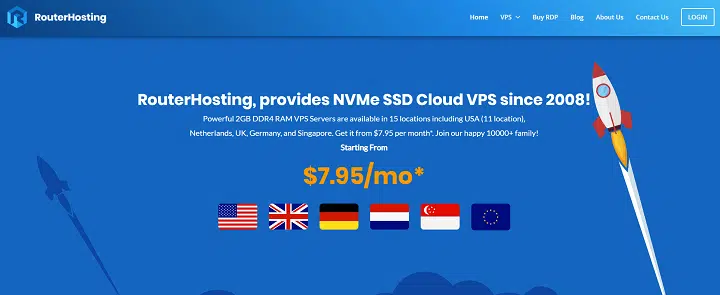 RouterHosting
Home VPS Buy RDP Blog About Us Contact Us LOGIN
RouterHosting, provides NVMe SSD Cloud VPS since 2008!
Powerful 2GB DDR4 RAM VPS Servers are available in 15 locations including USA (11 location),
Netherlands, UK, Germany, and Singapore. Get it from $7.95 per month*. Join our happy 10000+ family!
Starting From
$7.95/mo*